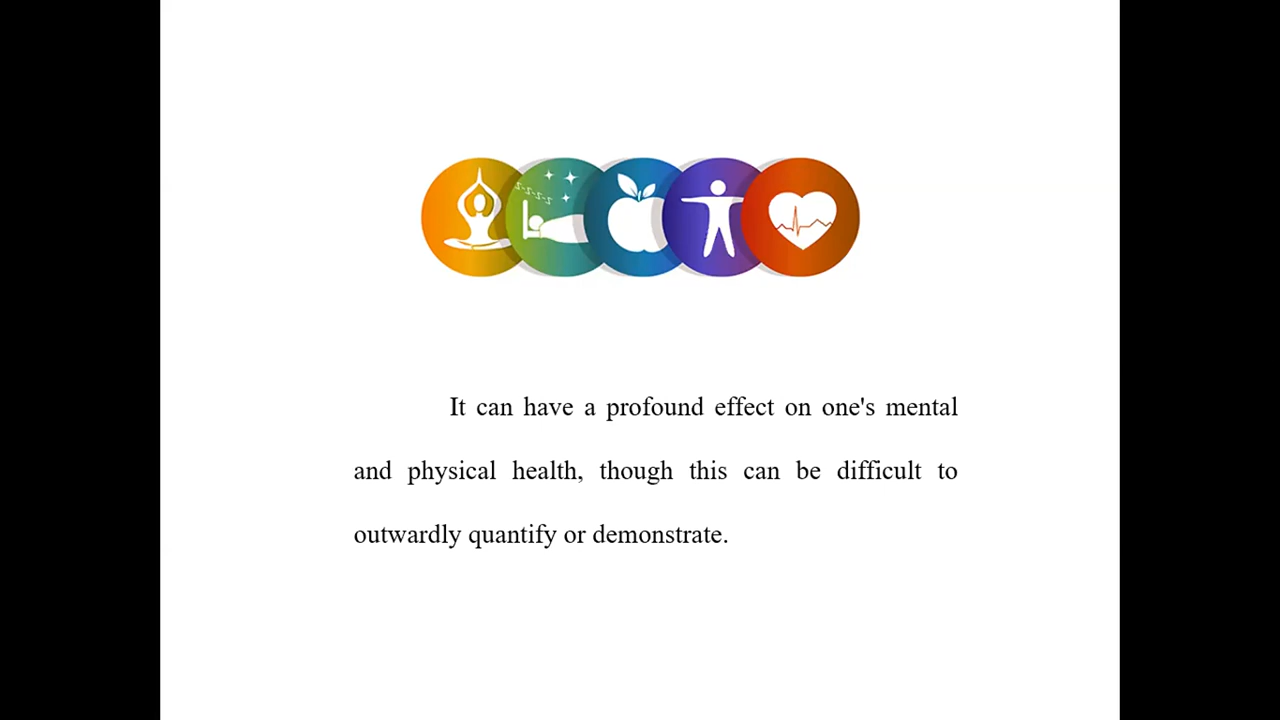 It can have a profound effect on one's mental
and physical health, though this can be difficult to
outwardly quantify or demonstrate.